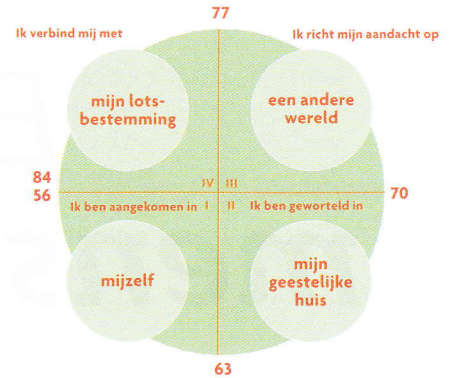 77
Ik verbind mij met
Ik richt mijn aandacht op
mijn lots-
bestemming
een andere
wereld
84
56
IV
III
70
Ik ben aangekomen in
I
II
Ik ben geworteld in
mijzelf
mijn
geestelijke
huis
63